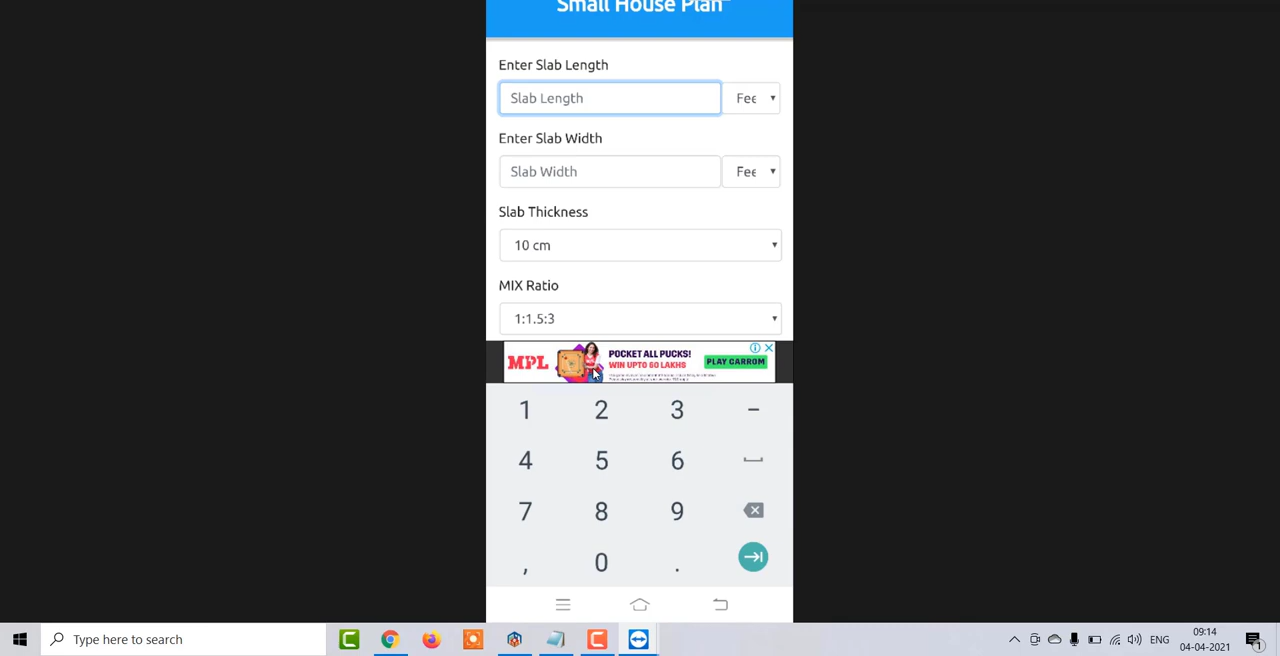 Small House Plan
Enter Slab Length
Slab Length Fee
Enter Slab Width
Slab Width Fee
Slab Thickness
10 cm
MIX Ratio
1:1.5:3
MPL POCKET ALL PUCKS!
WIN UPTO 60 LAKHS
PLAY CARROM
1 2 3 -
4 5 6
7 8 9
, 0 .
Type here to search
ENG
09:14
04-04-2021
1